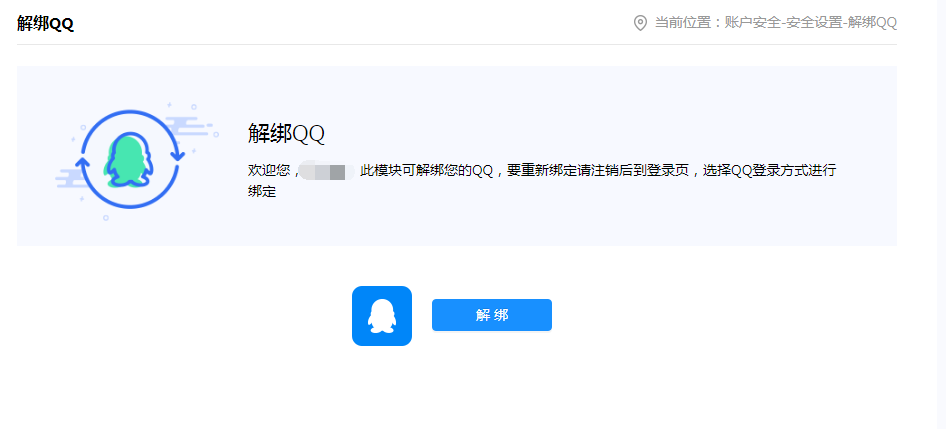 解绑QQ
当前位置：账户安全-安全设置-解绑QQ
解绑QQ
欢迎您， 此模块可解绑您的QQ，要重新绑定请注销后到登录页，选择QQ登录方式进行
绑定
解 绑